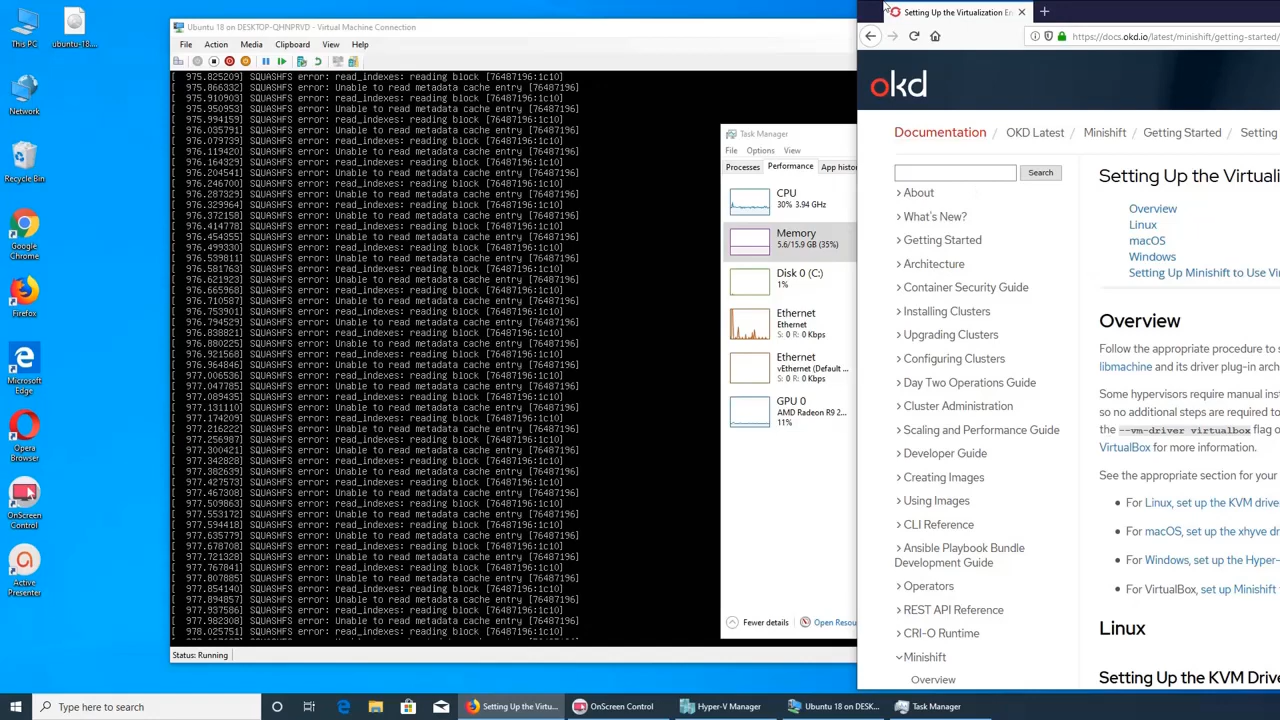 This PC
ubuntu-18....
Network
Recycle Bin
Google
Chrome
Firefox
Microsoft
Edge
Opera
Browser
OnScreen
Control
Active
Presenter
Ubuntu 18 on DESKTOP-QHNPRVD - Virtual Machine Connection
File Action Media Clipboard View Help
[ 975.825209] SQUASHFS error: read_indexes: reading block [76487196:1c10]
[ 975.866332] SQUASHFS error: Unable to read metadata cache entry [76487196]
[ 975.910903] SQUASHFS error: read_indexes: reading block [76487196:1c10]
[ 975.950953] SQUASHFS error: Unable to read metadata cache entry [76487196]
[ 975.994159] SQUASHFS error: read_indexes: reading block [76487196:1c10]
[ 976.035791] SQUASHFS error: Unable to read metadata cache entry [76487196]
[ 976.079739] SQUASHFS error: read_indexes: reading block [76487196:1c10]
[ 976.119420] SQUASHFS error: Unable to read metadata cache entry [76487196]
[ 976.164329] SQUASHFS error: read_indexes: reading block [76487196:1c10]
[ 976.204541] SQUASHFS error: Unable to read metadata cache entry [76487196]
[ 976.246700] SQUASHFS error: read_indexes: reading block [76487196:1c10]
[ 976.287329] SQUASHFS error: Unable to read metadata cache entry [76487196]
[ 976.329964] SQUASHFS error: read_indexes: reading block [76487196:1c10]
[ 976.372158] SQUASHFS error: Unable to read metadata cache entry [76487196]
[ 976.414778] SQUASHFS error: read_indexes: reading block [76487196:1c10]
[ 976.454355] SQUASHFS error: Unable to read metadata cache entry [76487196]
[ 976.499330] SQUASHFS error: read_indexes: reading block [76487196:1c10]
[ 976.539811] SQUASHFS error: Unable to read metadata cache entry [76487196]
[ 976.581763] SQUASHFS error: read_indexes: reading block [76487196:1c10]
[ 976.621923] SQUASHFS error: Unable to read metadata cache entry [76487196]
[ 976.665968] SQUASHFS error: read_indexes: reading block [76487196:1c10]
[ 976.710587] SQUASHFS error: Unable to read metadata cache entry [76487196]
[ 976.753901] SQUASHFS error: read_indexes: reading block [76487196:1c10]
[ 976.794529] SQUASHFS error: Unable to read metadata cache entry [76487196]
[ 976.838821] SQUASHFS error: read_indexes: reading block [76487196:1c10]
[ 976.880225] SQUASHFS error: Unable to read metadata cache entry [76487196]
[ 976.921568] SQUASHFS error: read_indexes: reading block [76487196:1c10]
[ 976.964846] SQUASHFS error: Unable to read metadata cache entry [76487196]
[ 977.006536] SQUASHFS error: read_indexes: reading block [76487196:1c10]
[ 977.047785] SQUASHFS error: Unable to read metadata cache entry [76487196]
[ 977.089435] SQUASHFS error: read_indexes: reading block [76487196:1c10]
[ 977.131110] SQUASHFS error: Unable to read metadata cache entry [76487196]
[ 977.174209] SQUASHFS error: read_indexes: reading block [76487196:1c10]
[ 977.216222] SQUASHFS error: Unable to read metadata cache entry [76487196]
[ 977.256987] SQUASHFS error: read_indexes: reading block [76487196:1c10]
[ 977.300421] SQUASHFS error: Unable to read metadata cache entry [76487196]
[ 977.342828] SQUASHFS error: read_indexes: reading block [76487196:1c10]
[ 977.382639] SQUASHFS error: Unable to read metadata cache entry [76487196]
[ 977.427573] SQUASHFS error: read_indexes: reading block [76487196:1c10]
[ 977.467308] SQUASHFS error: Unable to read metadata cache entry [76487196]
[ 977.509863] SQUASHFS error: read_indexes: reading block [76487196:1c10]
[ 977.553172] SQUASHFS error: Unable to read metadata cache entry [76487196]
[ 977.594418] SQUASHFS error: read_indexes: reading block [76487196:1c10]
[ 977.635779] SQUASHFS error: Unable to read metadata cache entry [76487196]
[ 977.678708] SQUASHFS error: read_indexes: reading block [76487196:1c10]
[ 977.721328] SQUASHFS error: Unable to read metadata cache entry [76487196]
[ 977.767841] SQUASHFS error: read_indexes: reading block [76487196:1c10]
[ 977.807885] SQUASHFS error: Unable to read metadata cache entry [76487196]
[ 977.854140] SQUASHFS error: read_indexes: reading block [76487196:1c10]
[ 977.894857] SQUASHFS error: Unable to read metadata cache entry [76487196]
[ 977.937586] SQUASHFS error: read_indexes: reading block [76487196:1c10]
[ 977.982308] SQUASHFS error: Unable to read metadata cache entry [76487196]
[ 978.025751] SQUASHFS error: read_indexes: reading block [76487196:1c10]
Status: Running
Task Manager
File Options View
Processes Performance App histor
CPU
30% 3.94 GHz
Memory
5.6/15.9 GB (35%)
Disk 0 (C:)
1%
Ethernet
Ethernet
S: 0 R: 0 Kbps
Ethernet
vEthernet (Default ...
S: 0 R: 0 Kbps
GPU 0
AMD Radeon R9 2...
11%
Fewer details Open Resou
Setting Up the Virtualization En
https://docs.okd.io/latest/minishift/getting-started/
okd
Documentation OKD Latest Minishift Getting Started Setting
Search
About
What's New?
Getting Started
Architecture
Container Security Guide
Installing Clusters
Upgrading Clusters
Configuring Clusters
Day Two Operations Guide
Cluster Administration
Scaling and Performance Guide
Developer Guide
Creating Images
Using Images
CLI Reference
Ansible Playbook Bundle
Development Guide
Operators
REST API Reference
CRI-O Runtime
Minishift
Overview
Setting Up the Virtuali
Overview
Linux
macOS
Windows
Setting Up Minishift to Use Vi
Overview
Follow the appropriate procedure to s
libmachine and its driver plug-in arch
Some hypervisors require manual inst
so no additional steps are required to
the --vm-driver virtualbox flag o
VirtualBox for more information.
See the appropriate section for your
For Linux, set up the KVM drive
For macOS, set up the xhyve dr
For Windows, set up the Hyper-
For VirtualBox, set up Minishift
Linux
Setting Up the KVM Drive
Type here to search
Setting Up the Virtu...
OnScreen Control
Hyper-V Manager
Ubuntu 18 on DESK...
Task Manager